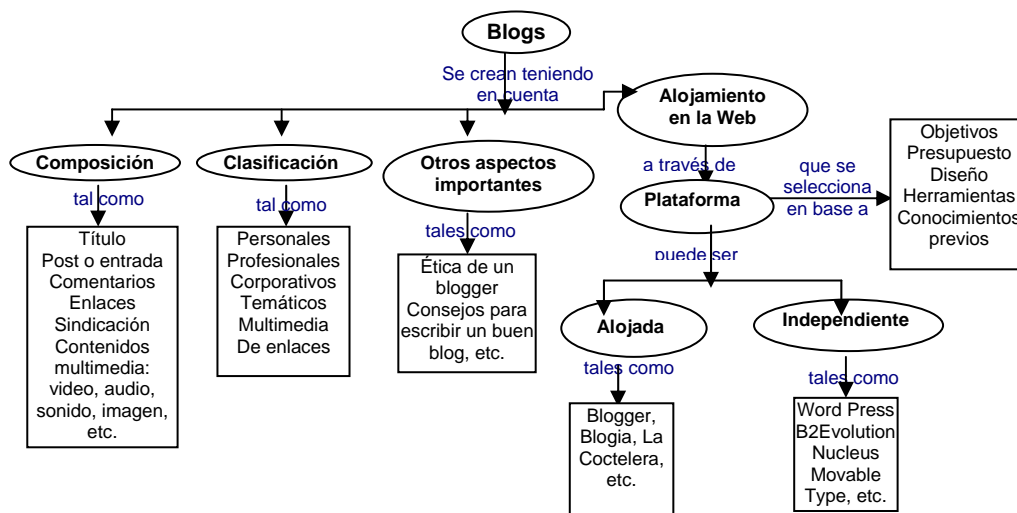 Blogs
Se crean teniendo
en cuenta
Alojamiento
en la Web
Composición
Clasificación
Otros aspectos
importantes
a través de
Plataforma
que se
selecciona
en base a
Objetivos
Presupuesto
Diseño
Herramientas
Conocimientos
previos
tal como
tal como
tales como
puede ser
Título
Post o entrada
Comentarios
Enlaces
Sindicación
Contenidos
multimedia:
video, audio,
sonido, imagen,
etc.
Personales
Profesionales
Corporativos
Temáticos
Multimedia
De enlaces
Ética de un
blogger
Consejos para
escribir un buen
blog, etc.
Alojada
Independiente
tales como
tales como
Blogger,
Blogia, La
Coctelera,
etc.
Word Press
B2Evolution
Nucleus
Movable
Type, etc.